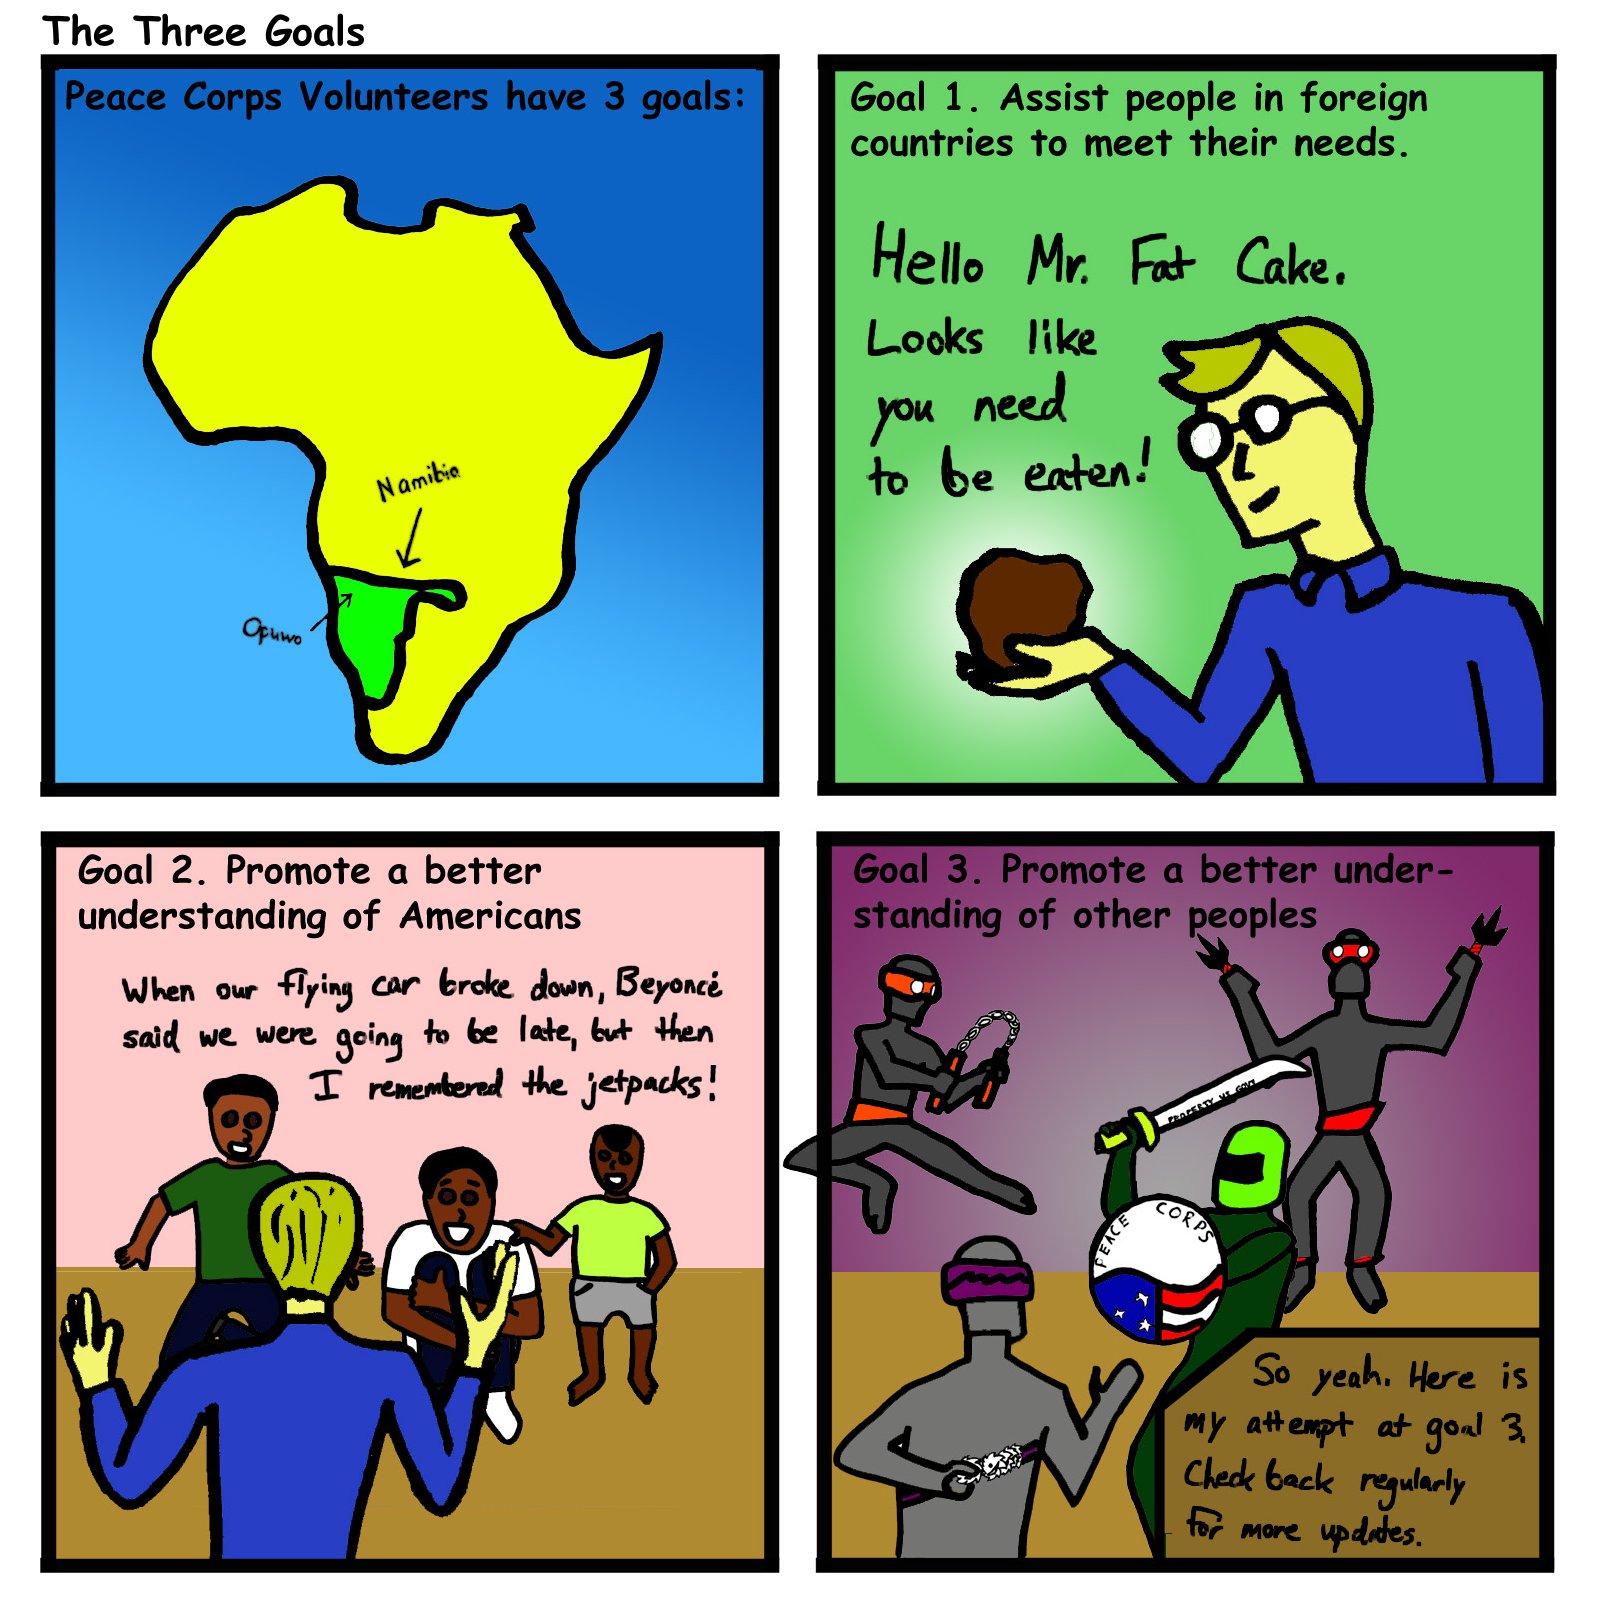 The Three Goals
Peace Corps Volunteers have 3 goals:
Namibia
Opuwo
Goal 1. Assist people in foreign
countries to meet their needs.
Hello Mr. Fat Cake.
Looks like
you need
to be eaten!
Goal 2. Promote a better
understanding of Americans
When our flying car broke down, Beyoncé
said we were going to be late, but then
I remembered the jetpacks!
Goal 3. Promote a better under-
standing of other peoples
PROPERTY US GOVT
PEACE CORPS
So yeah. Here is
my attempt at goal 3.
Check back regularly
for more updates.